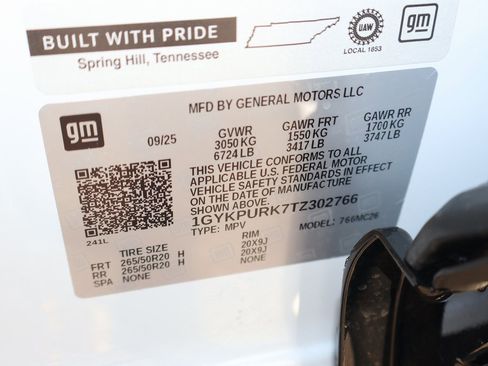 BUILT WITH PRIDE
Spring Hill, Tennessee
UAW
LOCAL 1853
gm
MFD BY GENERAL MOTORS LLC
gm
09/25
GVWR GAWR FRT GAWR RR
3050 KG 1550 KG 1700 KG
6724 LB 3417 LB 3747 LB
THIS VEHICLE CONFORMS TO ALL
APPLICABLE U.S. FEDERAL MOTOR
VEHICLE SAFETY STANDARDS IN EFFECT ON
THE DATE OF MANUFACTURE
1GYKPURK7TZ302766
TYPE: MPV MODEL: 766MC26
241L
TIRE SIZE RIM
FRT 265/50R20 H 20X9J
RR 265/50R20 H 20X9J
SPA NONE NONE